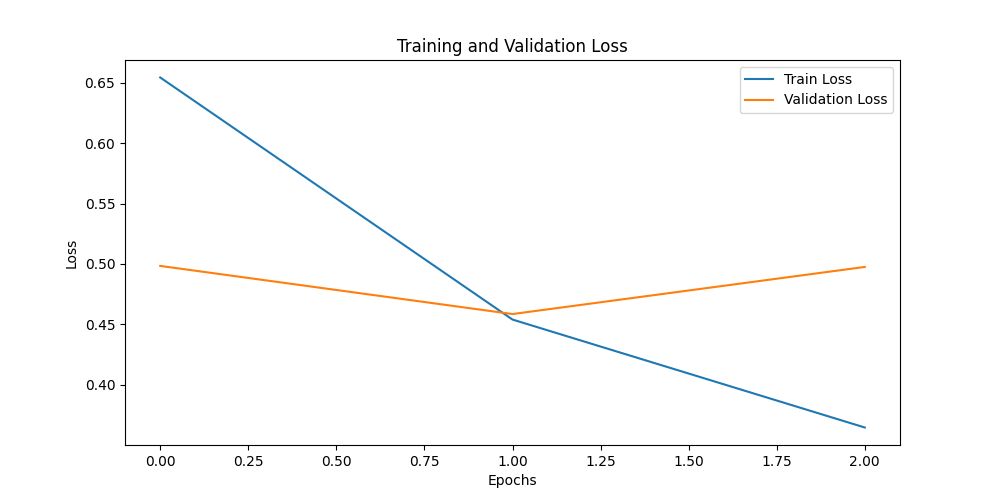 Training and Validation Loss
Train Loss
Validation Loss
0.65
0.60
0.55
0.50
0.45
0.40
Loss
0.00 0.25 0.50 0.75 1.00 1.25 1.50 1.75 2.00
Epochs